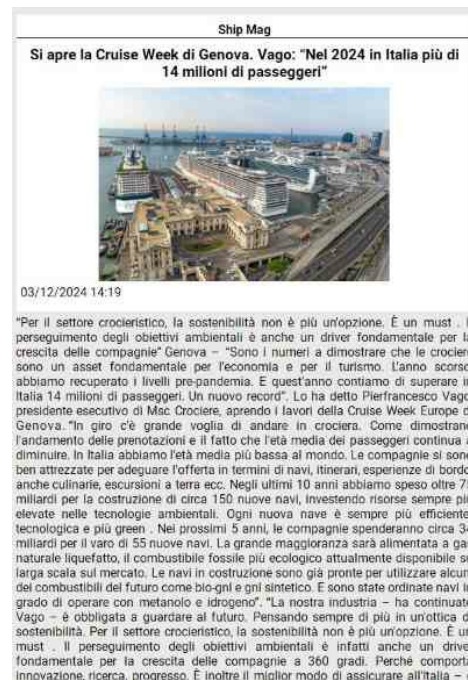 Ship Mag
Si apre la Cruise Week di Genova. Vago: "Nel 2024 in Italia più di
14 milioni di passeggeri"
03/12/2024 14:19
"Per il settore crocieristico, la sostenibilità non è più un'opzione. È un must . 
perseguimento degli obiettivi ambientali è anche un driver fondamentale per
crescita delle compagnie" Genova – "Sono i numeri a dimostrare che le
sono un asset fondamentale per l'economia e per il turismo. L'anno
abbiamo recuperato i livelli pre-pandemia. E quest'anno contiamo di superare
Italia 14 milioni di passeggeri. Un nuovo record". Lo ha detto Pierfrancesco
presidente esecutivo di Msc Crociere, aprendo i lavori della Cruise Week Europe
Genova. "In giro c'è grande voglia di andare in crociera. Come dimostrano
l'andamento delle prenotazioni e il fatto che l'età media dei passeggeri continua
diminuire. In Italia abbiamo l'età media più bassa al mondo. Le compagnie si sono
ben attrezzate per adeguare l'offerta in termini di navi, itinerari, esperienze di bordo
anche culinarie, escursioni a terra ecc. Negli ultimi 10 anni abbiamo speso oltre
miliardi per la costruzione di circa 150 nuove navi, investendo risorse sempre più
elevate nelle tecnologie ambientali. Ogni nuova nave è sempre più efficiente,
tecnologica e più green . Nei prossimi 5 anni, le compagnie spenderanno circa
miliardi per il varo di 55 nuove navi. La grande maggioranza sarà alimentata a
naturale liquefatto, il combustibile fossile più ecologico attualmente disponibile
larga scala sul mercato. Le navi in costruzione sono già pronte per utilizzare
dei combustibili del futuro come bio-gnl e gnl sintetico. E sono state ordinate navi
grado di operare con metanolo e idrogeno". "La nostra industria – ha continuato
Vago – è obbligata a guardare al futuro. Pensando sempre di più in un'ottica
sostenibilità. Per il settore crocieristico, la sostenibilità non è più un'opzione. È
must . Il perseguimento degli obiettivi ambientali è infatti anche un
fondamentale per la crescita delle compagnie a 360 gradi. Perché
innovazione, ricerca, progresso. È inoltre il miglior modo di assicurare all'Italia –